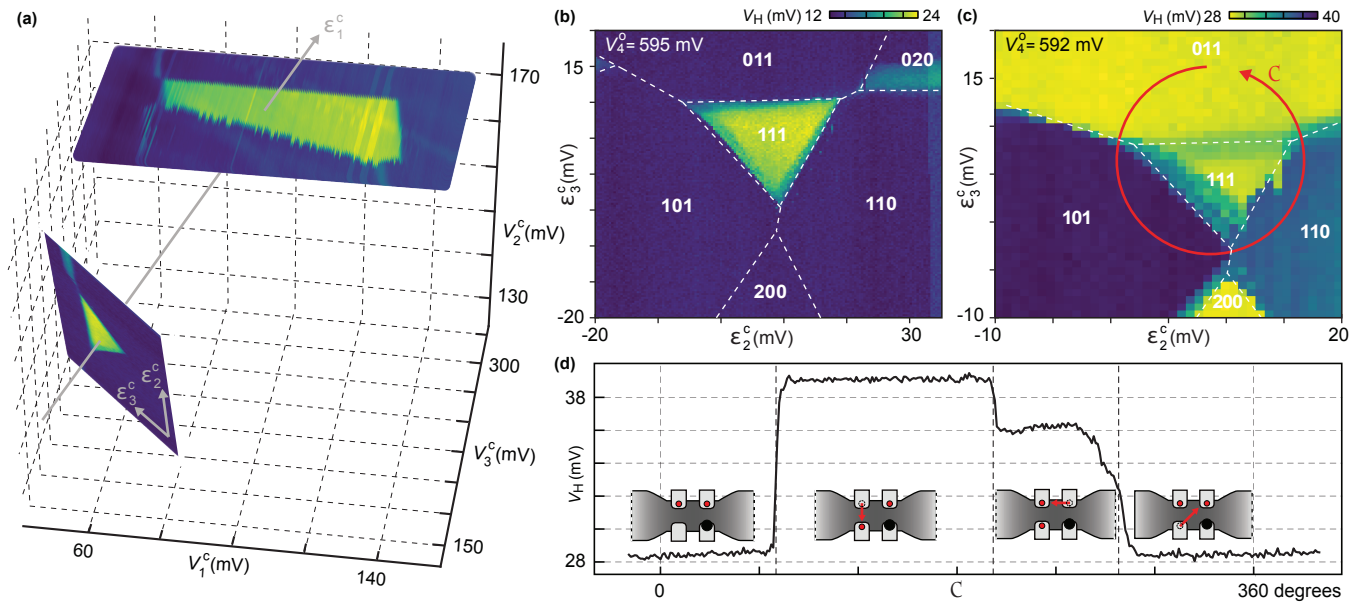 (a)
ε₁ᶜ
170
V₂ᶜ(mV)
130
300
ε₃ᶜ
ε₂ᶜ
V₃ᶜ(mV)
150
60
V₁ᶜ(mV)
140
(b)
V_H (mV) 12
24
V₄ᵒ= 595 mV
011
020
15
111
ε₃ᶜ(mV)
101
110
200
-20
-20
ε₂ᶜ(mV)
30
(c)
V_H (mV) 28
40
V₄ᵒ= 592 mV
011
C
15
111
ε₃ᶜ(mV)
101
110
200
-10
-10
ε₂ᶜ(mV)
20
(d)
38
V_H (mV)
28
0
C
360 degrees